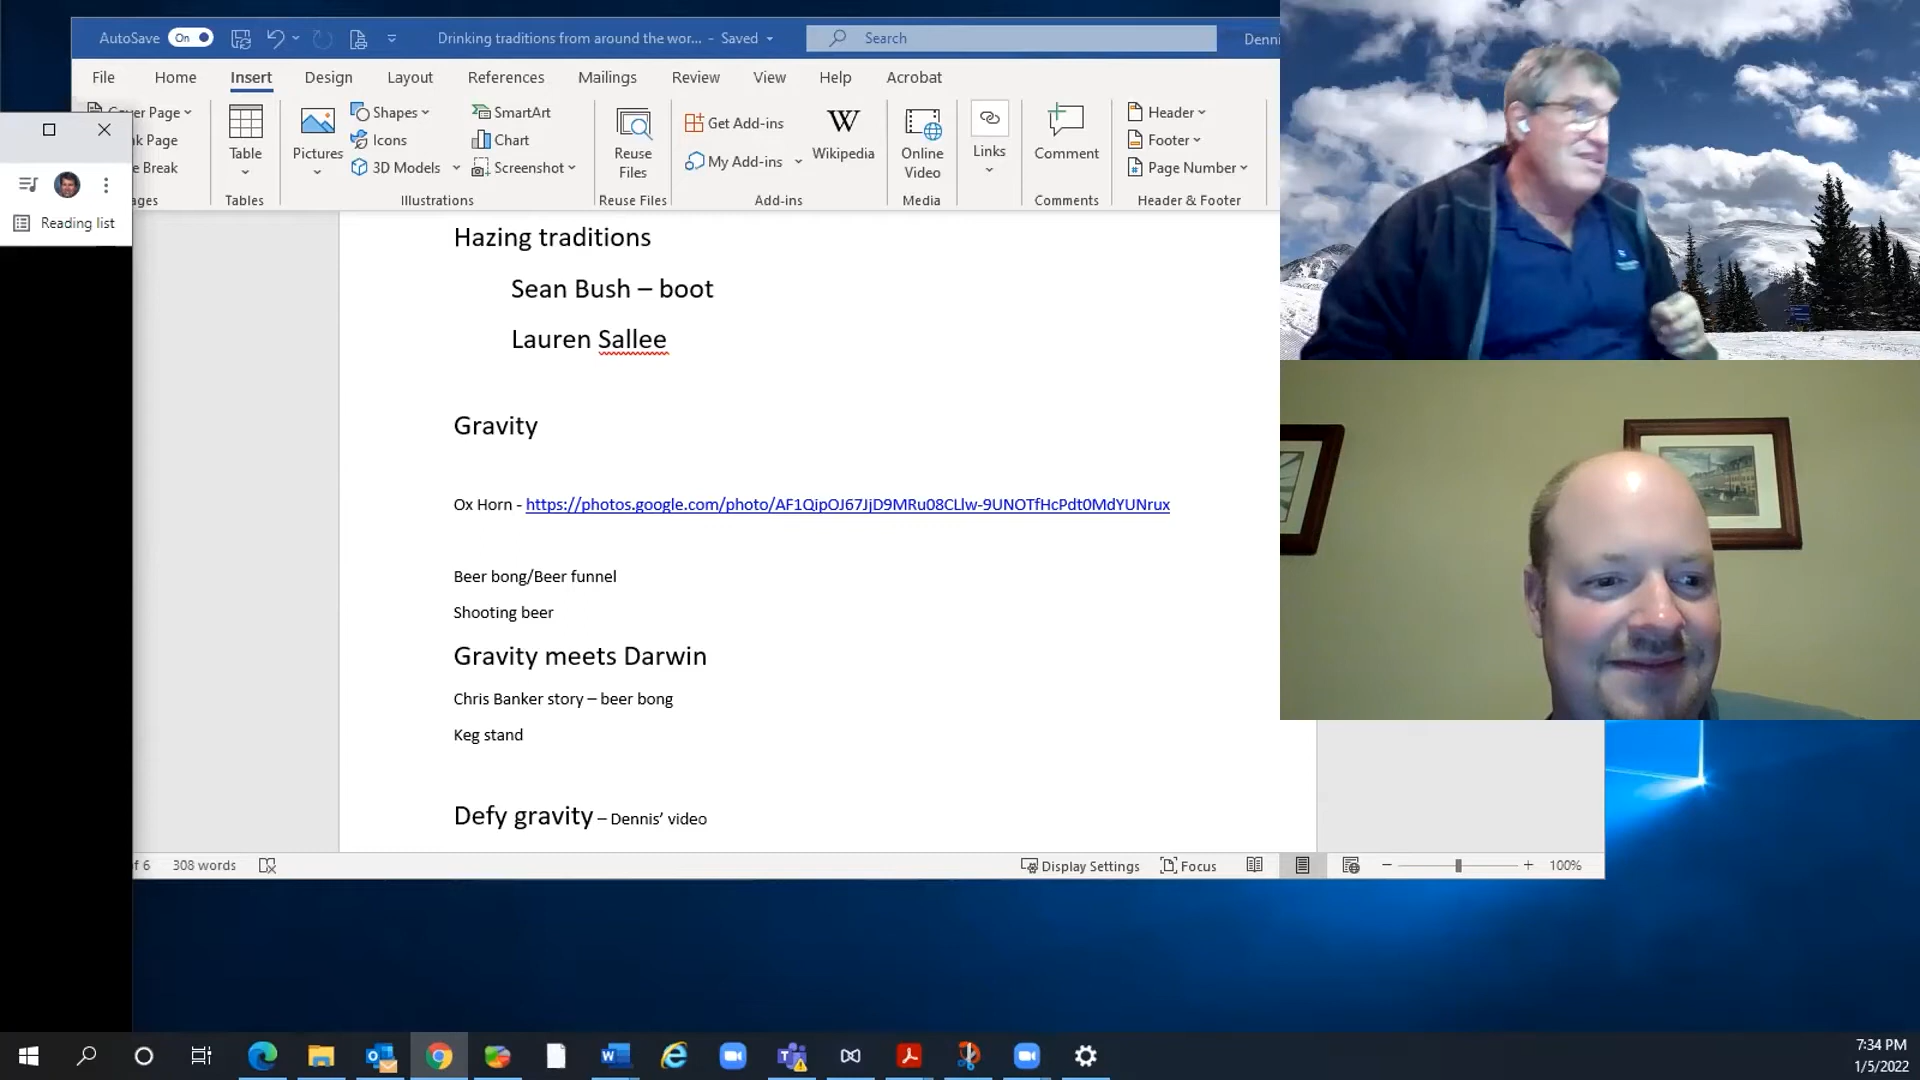 AutoSave On Drinking traditions from around the wor... - Saved Search Denni
File Home Insert Design Layout References Mailings Review View Help Acrobat
Cover Page
Page
Break
Table
Tables
Pictures
Shapes
Icons
3D Models
SmartArt
Chart
Screenshot
Illustrations
Reuse
Files
Reuse Files
Get Add-ins
My Add-ins
Wikipedia
Add-ins
Online
Video
Media
Links
Comment
Comments
Header
Footer
Page Number
Header & Footer
Reading list
Hazing traditions
Sean Bush – boot
Lauren Sallee
Gravity
Ox Horn - https://photos.google.com/photo/AF1QipOJ67JjD9MRu08CLlw-9UNOTfHcPdt0MdYUNrux
Beer bong/Beer funnel
Shooting beer
Gravity meets Darwin
Chris Banker story – beer bong
Keg stand
Defy gravity – Dennis’ video
of 6 308 words Display Settings Focus 100%
7:34 PM
1/5/2022